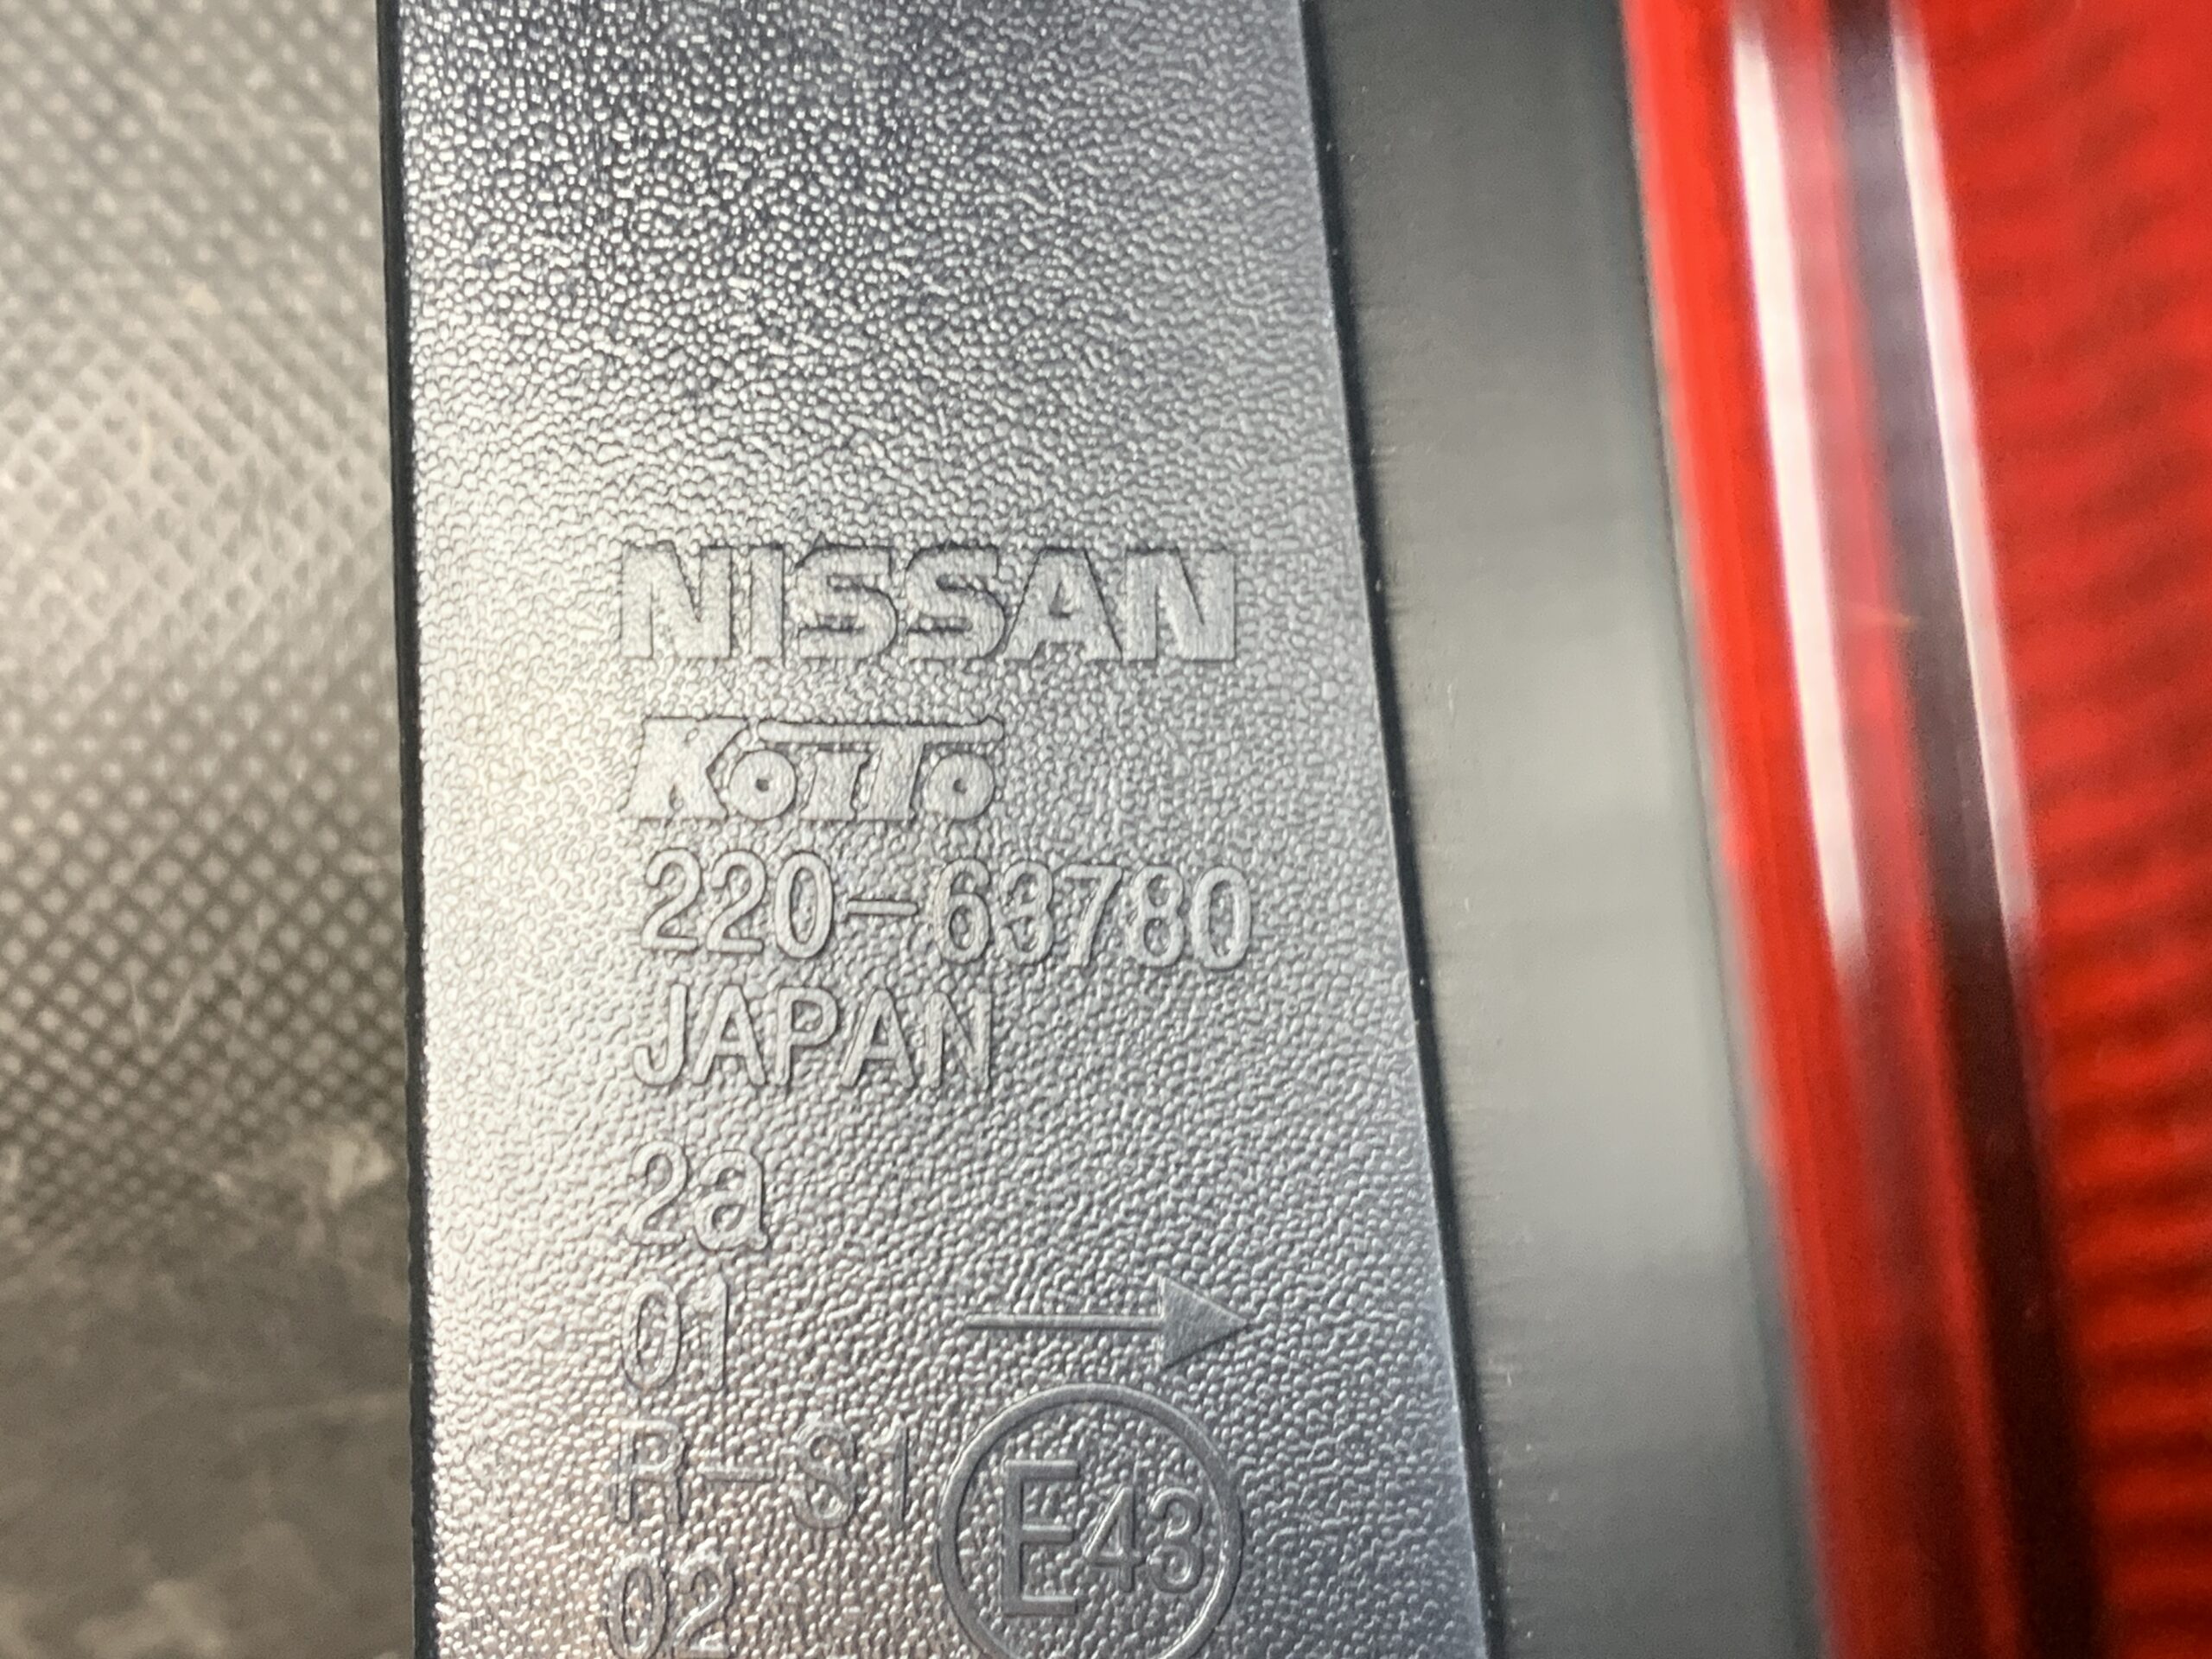 NISSAN
KOITO
220-63780
JAPAN
2a
01
R-S1
E43
02